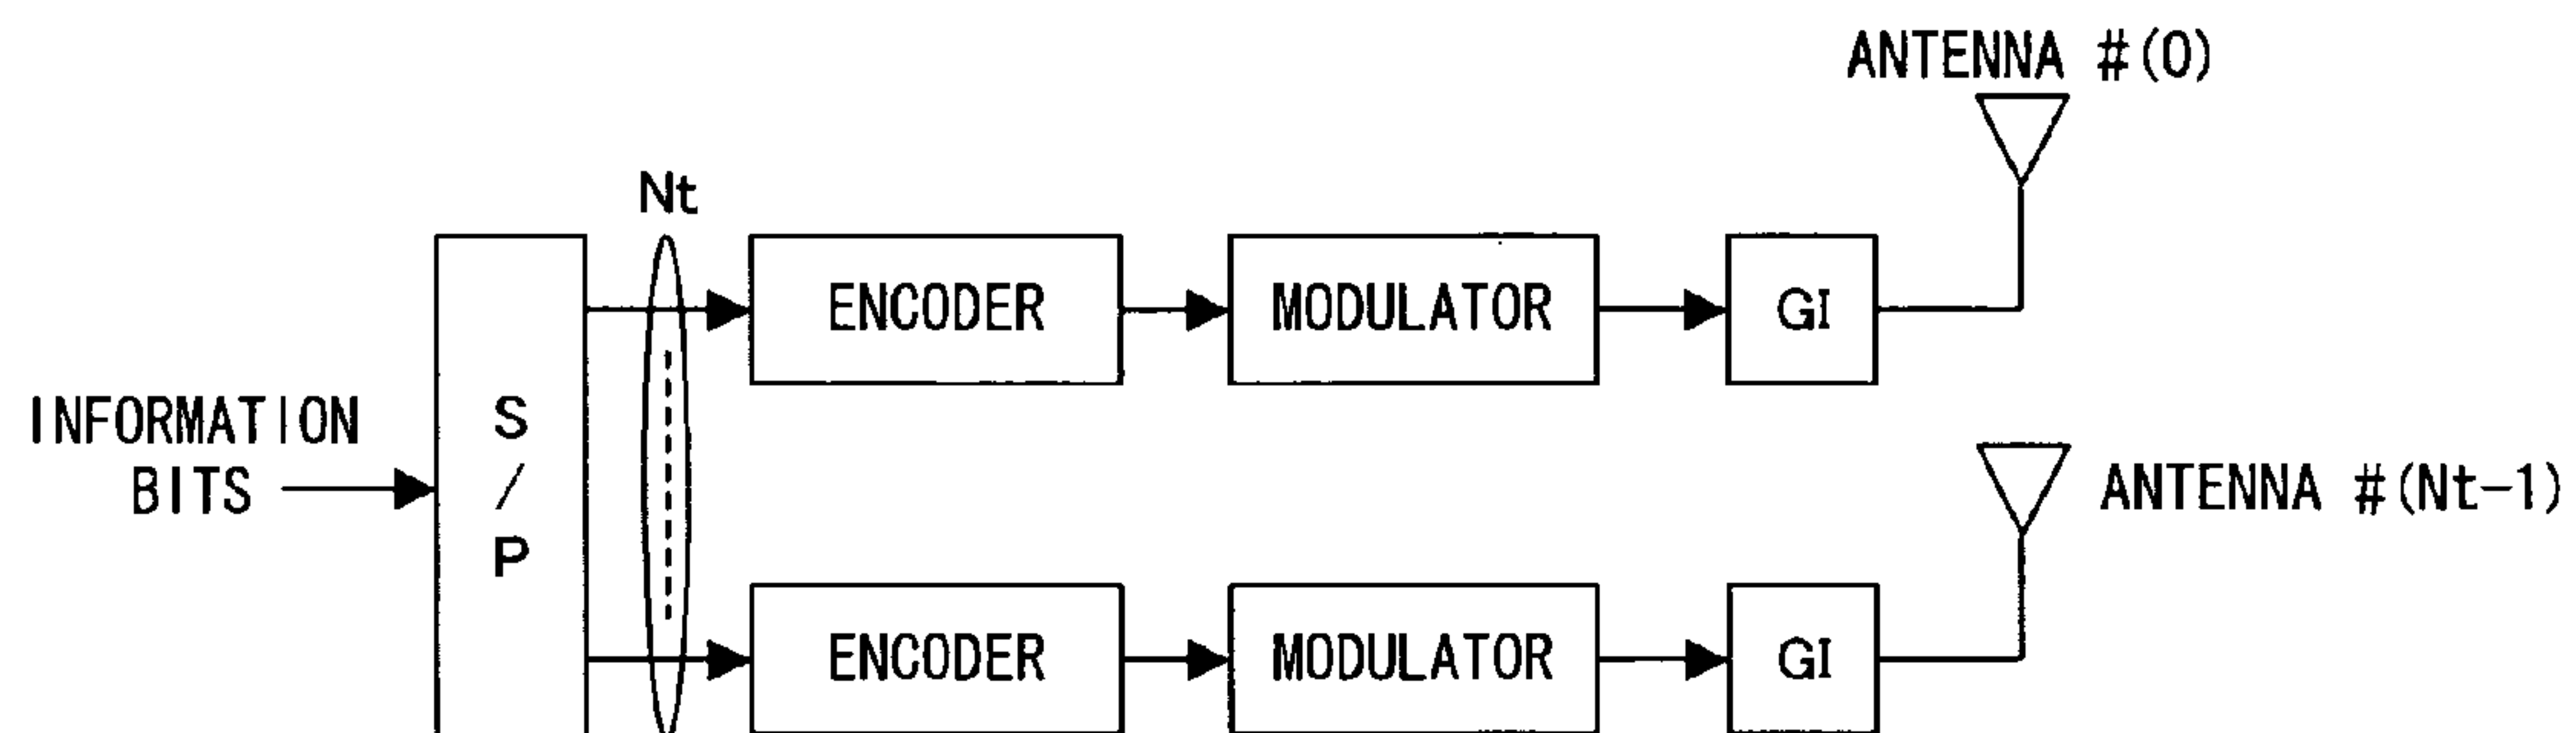 ANTENNA #(0)
Nt
ENCODER
MODULATOR
GI
INFORMATION
BITS
S
/
P
ANTENNA #(Nt-1)
ENCODER
MODULATOR
GI